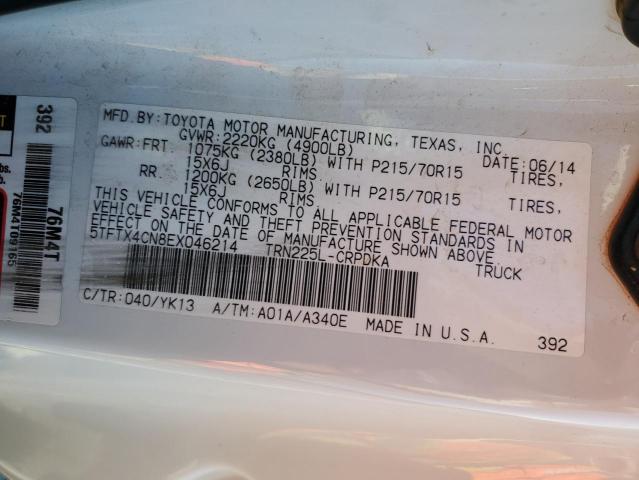 MFD.BY:TOYOTA MOTOR MANUFACTURING, TEXAS, INC.
GVWR:2220KG (4900LB) DATE:06/14
GAWR:FRT. 1075KG (2380LB) WITH P215/70R15 TIRES,
15X6J RIMS
RR. 1200KG (2650LB) WITH P215/70R15 TIRES,
15X6J RIMS
THIS VEHICLE CONFORMS TO ALL APPLICABLE FEDERAL MOTOR
VEHICLE SAFETY AND THEFT PREVENTION STANDARDS IN
EFFECT ON THE DATE OF MANUFACTURE SHOWN ABOVE.
5TFTX4CN8EX046214 TRN225L-CRPDKA TRUCK
C/TR:040/YK13 A/TM:A01A/A340E MADE IN U.S.A. 392
392
76M4T
76M4T09165